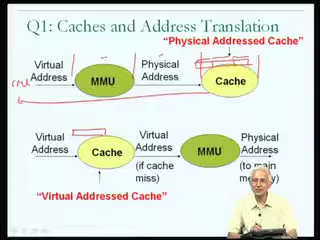 Q1: Caches and Address Translation
"Physical Addressed Cache"
Virtual
Address
MMU
Physical
Address
Cache
Virtual
Address
Cache
Virtual
Address
(if cache
miss)
MMU
Physical
Address
(to main
"Virtual Addressed Cache"